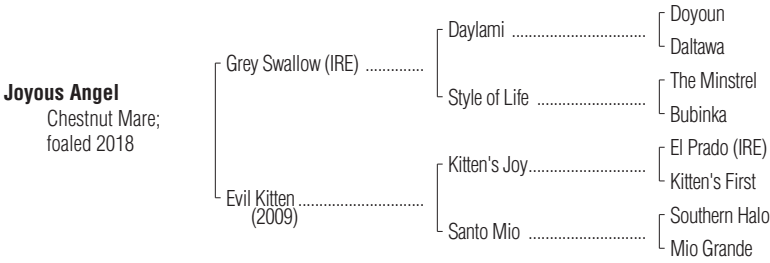 Doyoun
Daylami ................................
Daltawa
Grey Swallow (IRE) ..............
The Minstrel
Style of Life ..........................
Bubinka
Joyous Angel
Chestnut Mare;
foaled 2018
El Prado (IRE)
Kitten's Joy............................
Kitten's First
Evil Kitten ..............................
(2009)
Southern Halo
Santo Mio ............................
Mio Grande